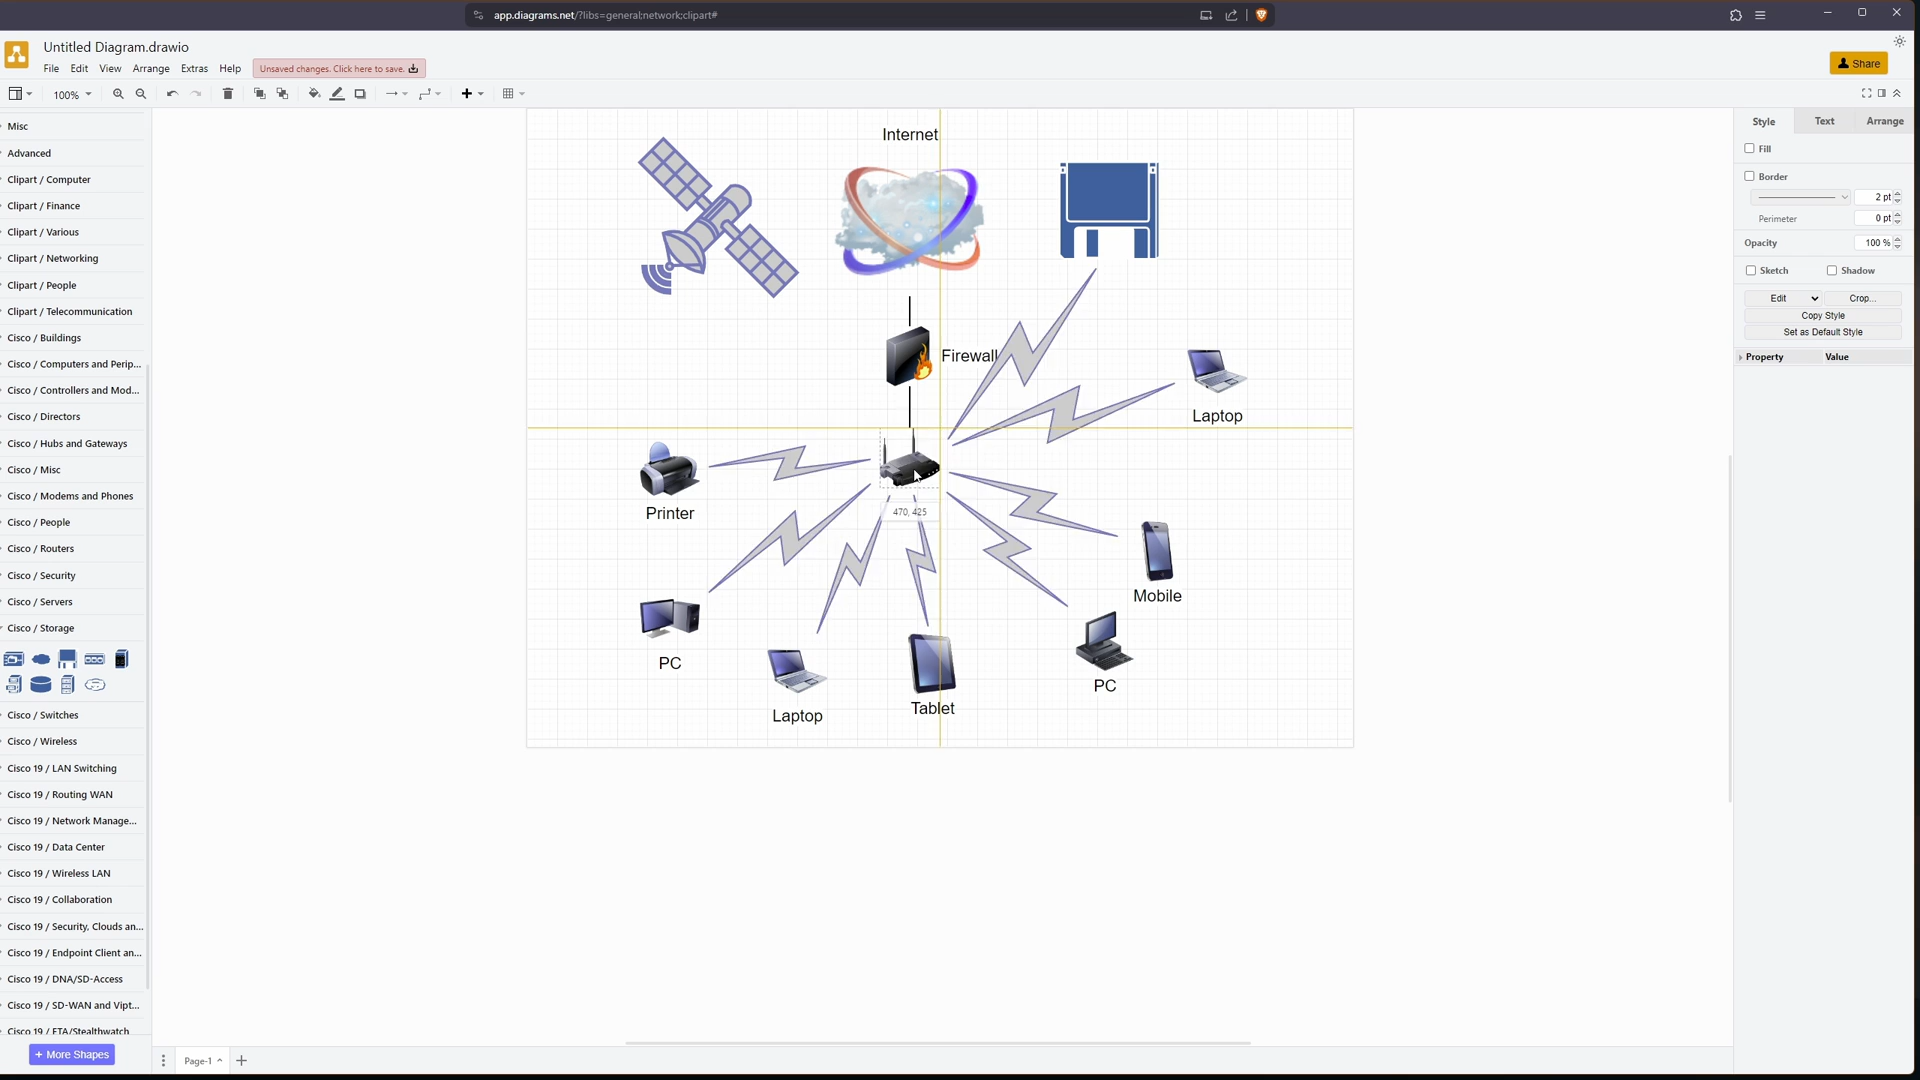 app.diagrams.net/?libs=general;network;clipart#
Untitled Diagram.drawio
File Edit View Arrange Extras Help Unsaved changes. Click here to save.
Share
100%
Misc
Advanced
Clipart / Computer
Clipart / Finance
Clipart / Various
Clipart / Networking
Clipart / People
Clipart / Telecommunication
Cisco / Buildings
Cisco / Computers and Perip...
Cisco / Controllers and Mod...
Cisco / Directors
Cisco / Hubs and Gateways
Cisco / Misc
Cisco / Modems and Phones
Cisco / People
Cisco / Routers
Cisco / Security
Cisco / Servers
Cisco / Storage
Cisco / Switches
Cisco / Wireless
Cisco 19 / LAN Switching
Cisco 19 / Routing WAN
Cisco 19 / Network Manage...
Cisco 19 / Data Center
Cisco 19 / Wireless LAN
Cisco 19 / Collaboration
Cisco 19 / Security, Clouds an...
Cisco 19 / Endpoint Client an...
Cisco 19 / DNA/SD-Access
Cisco 19 / SD-WAN and Vipt...
Cisco 19 / ETA/Stealthwatch
+ More Shapes
Internet
Firewall
Laptop
Printer
470, 425
Mobile
PC
PC
Laptop
Tablet
Page-1
Style Text Arrange
Fill
Border
2 pt
Perimeter 0 pt
Opacity 100 %
Sketch Shadow
Edit Crop...
Copy Style
Set as Default Style
Property Value